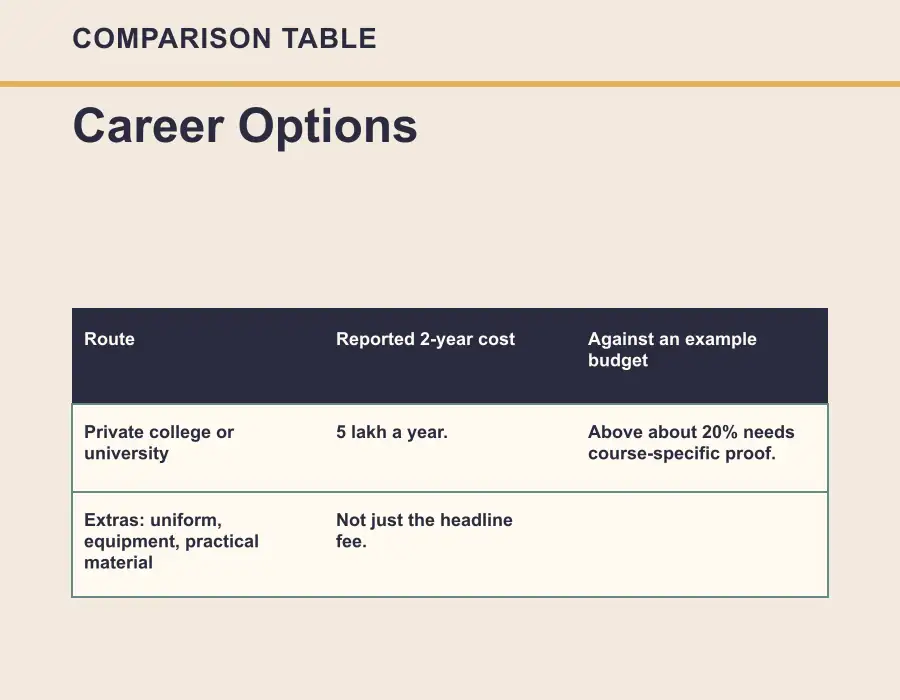 COMPARISON TABLE
Career Options
Route
Reported 2-year cost
Against an example
budget
Private college or
university
5 lakh a year.
Above about 20% needs
course-specific proof.
Extras: uniform,
equipment, practical
material
Not just the headline
fee.